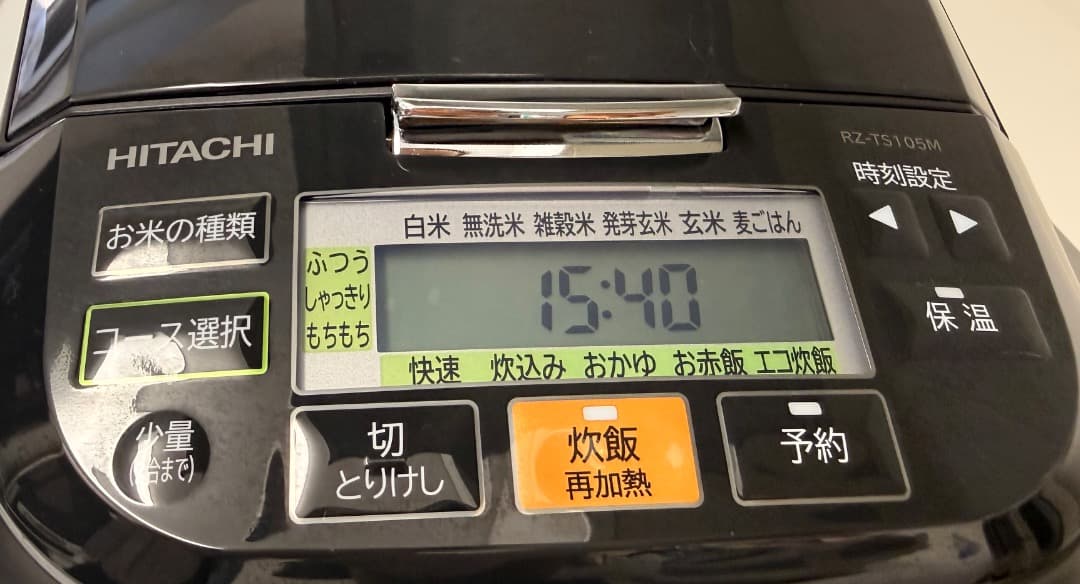 HITACHI
RZ-TS105M
時刻設定
お米の種類
白米 無洗米 雑穀米 発芽玄米 玄米 麦ごはん
ふつう
しゃっきり
もちもち
15:40
コース選択
保温
快速 炊込み おかゆ お赤飯 エコ炊飯
少量
合まで)
切
とりけし
炊飯
再加熱
予約